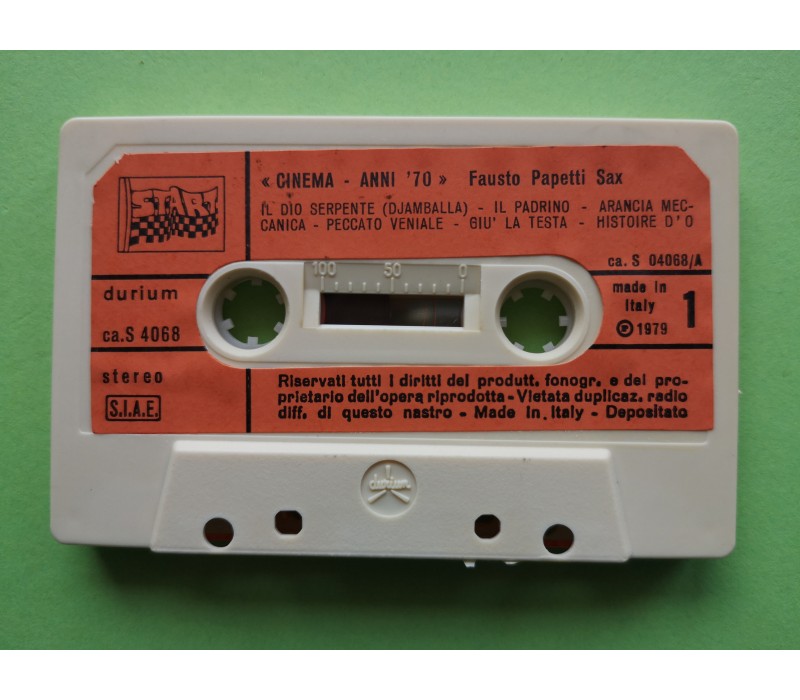 « CINEMA - ANNI '70 » Fausto Papetti Sax
IL DIO SERPENTE (DJAMBALLA) - IL PADRINO - ARANCIA MEC-
CANICA - PECCATO VENIALE - GIU' LA TESTA - HISTOIRE D'O
ca. S 04068/A
durium
ca.S 4068
100 50 0
made in
Italy
℗ 1979
1
stereo
S.I.A.E.
Riservati tutti i diritti del produtt. fonogr. e del pro-
prietario dell'opera riprodotta - Vietata duplicaz. radio
diff. di questo nastro - Made in. Italy - Depositato
durium